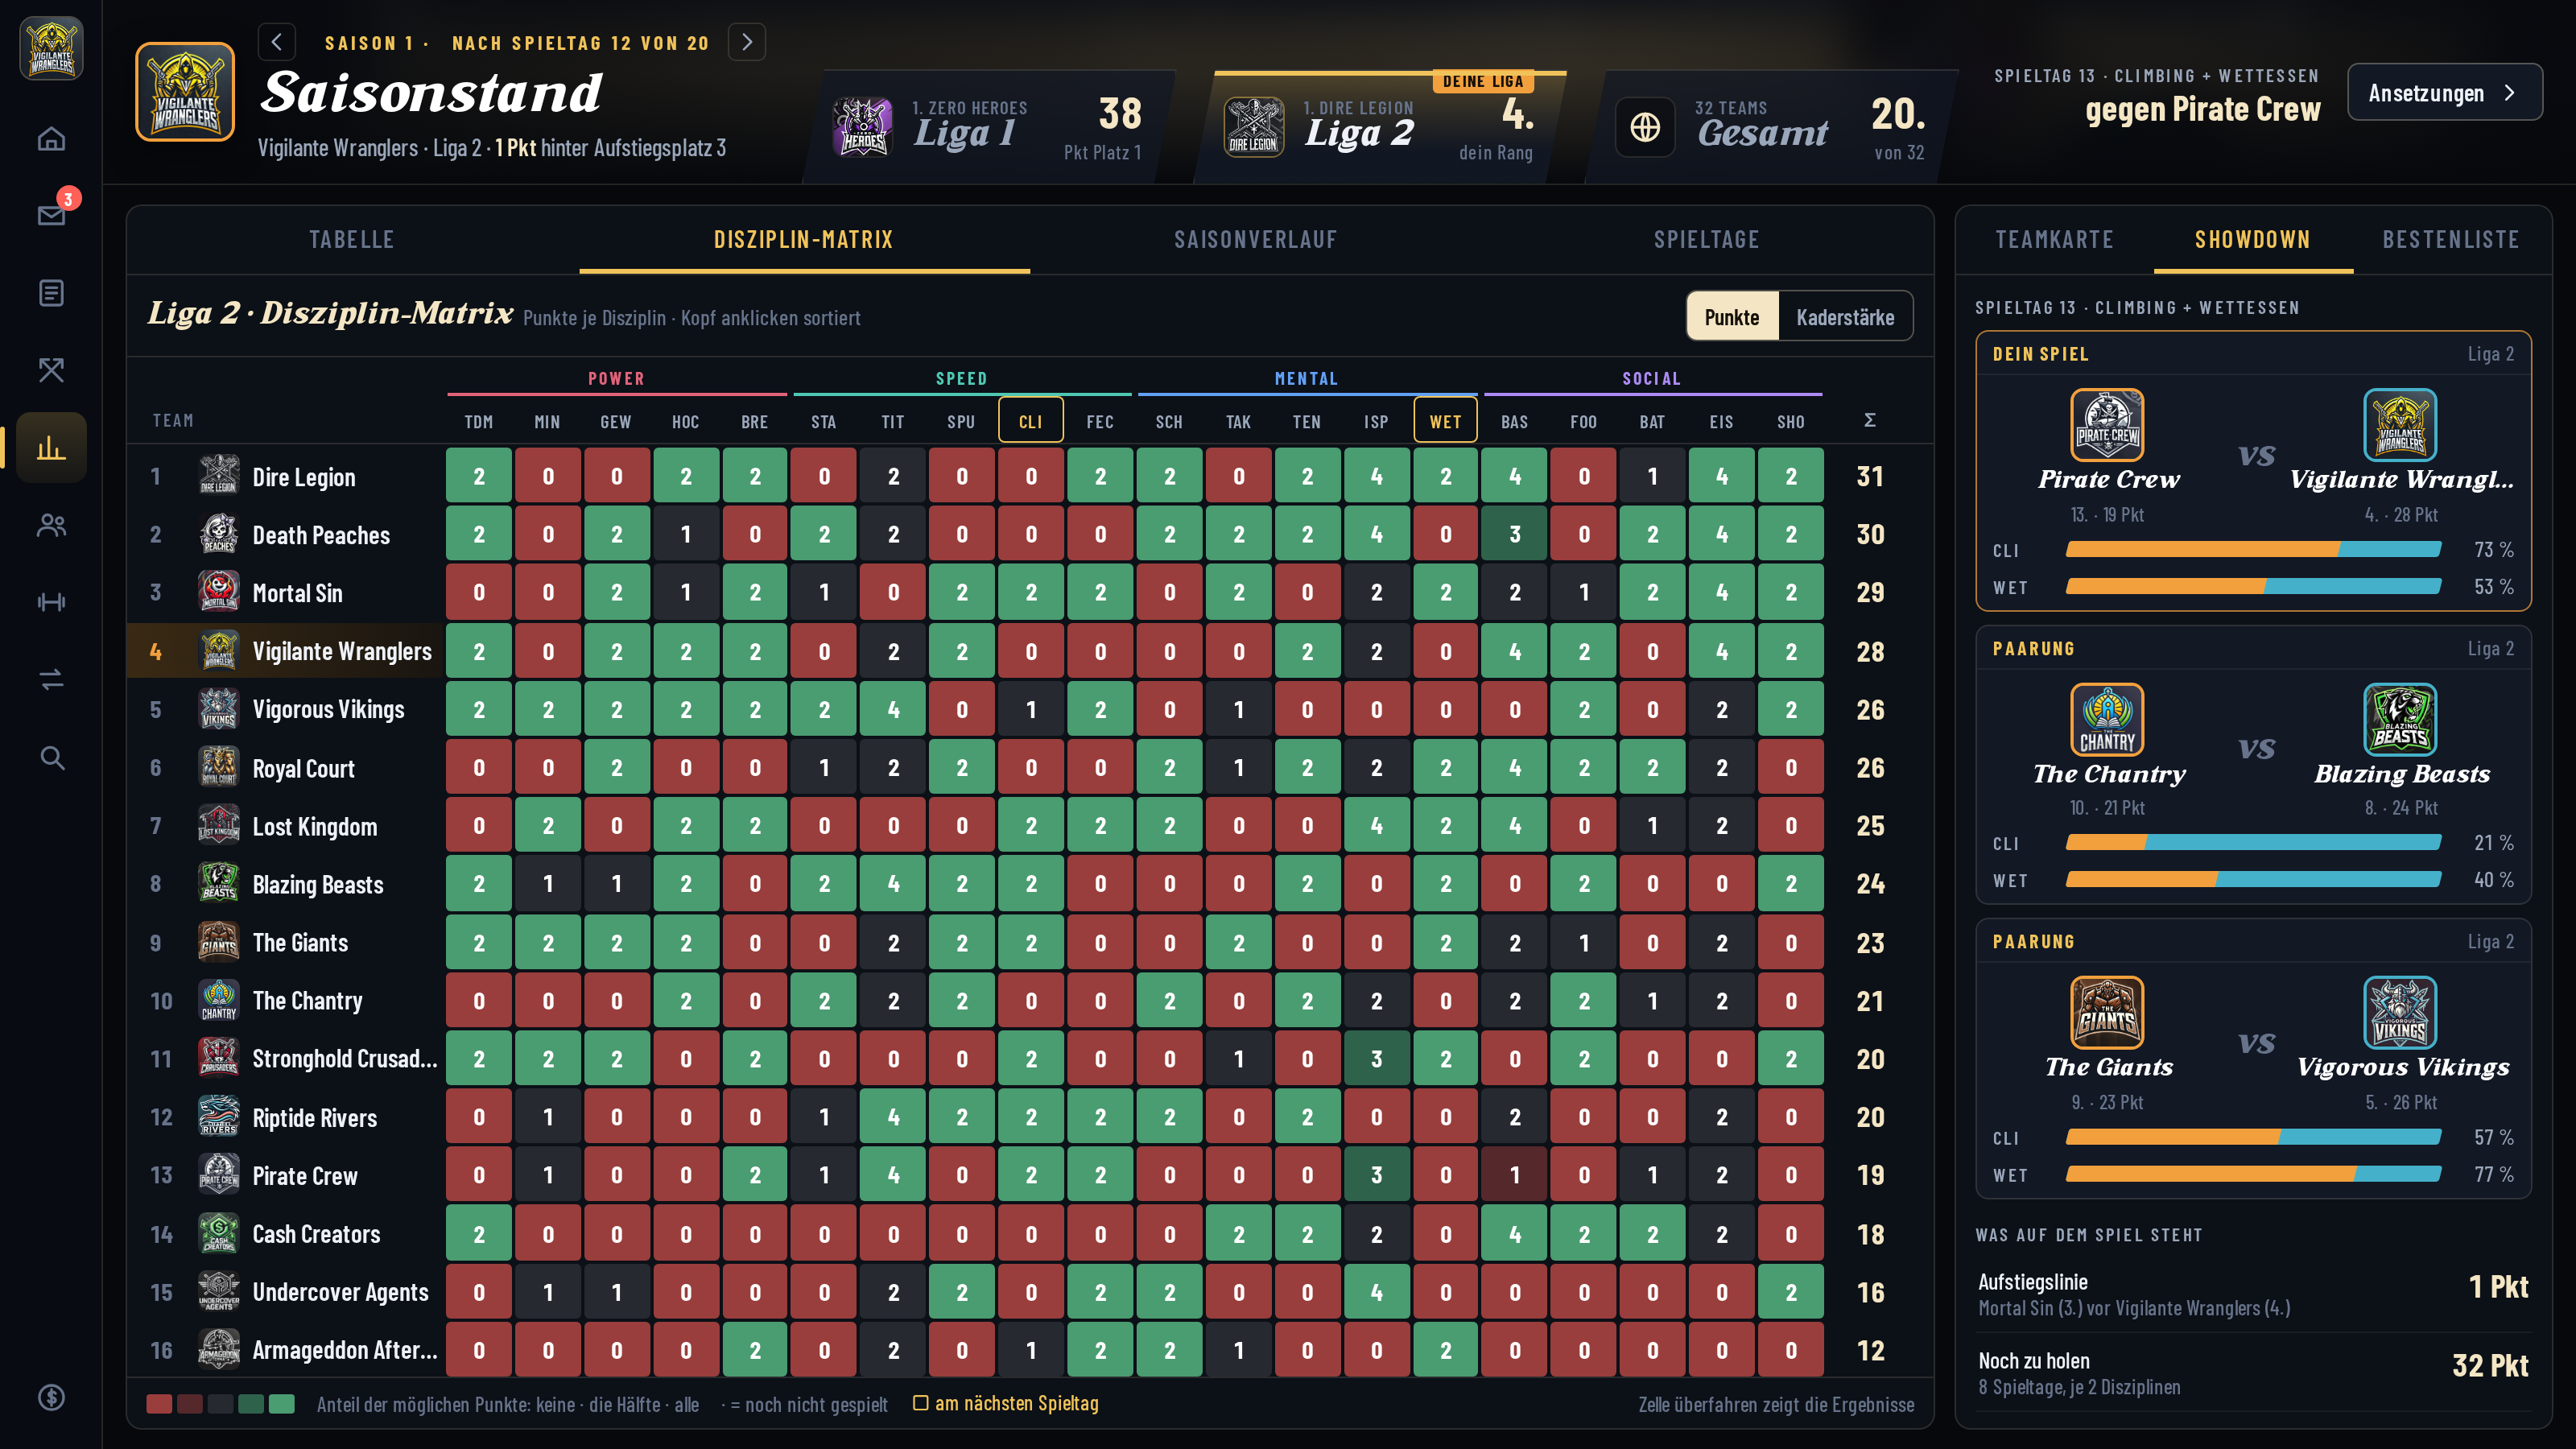 SAISON 1 · NACH SPIELTAG 12 VON 20
Saisonstand
Vigilante Wranglers · Liga 2 · 1 Pkt hinter Aufstiegsplatz 3
1. ZERO HEROES
Liga 1
38
Pkt Platz 1
DEINE LIGA
1. DIRE LEGION
Liga 2
4.
dein Rang
32 TEAMS
Gesamt
20.
von 32
SPIELTAG 13 · CLIMBING + WETTESSEN
gegen Pirate Crew
Ansetzungen
3
TABELLE DISZIPLIN-MATRIX SAISONVERLAUF SPIELTAGE
Liga 2 · Disziplin-Matrix Punkte je Disziplin · Kopf anklicken sortiert
Punkte Kaderstärke
POWER SPEED MENTAL SOCIAL
TEAM TDM MIN GEW HOC BRE STA TIT SPU CLI FEC SCH TAK TEN ISP WET BAS FOO BAT EIS SHO Σ
1 Dire Legion 2 0 0 2 2 0 2 0 0 2 2 0 2 4 2 4 0 1 4 2 31
2 Death Peaches 2 0 2 1 0 2 2 0 0 0 2 2 2 4 0 3 0 2 4 2 30
3 Mortal Sin 0 0 2 1 2 1 0 2 2 2 0 2 0 2 2 2 1 2 4 2 29
4 Vigilante Wranglers 2 0 2 2 2 0 2 2 0 0 0 0 2 2 0 4 2 0 4 2 28
5 Vigorous Vikings 2 2 2 2 2 2 4 0 1 2 0 1 0 0 0 0 2 0 2 2 26
6 Royal Court 0 0 2 0 0 1 2 2 0 0 2 1 2 2 2 4 2 2 2 0 26
7 Lost Kingdom 0 2 0 2 2 0 0 0 2 2 2 0 0 4 2 4 0 1 2 0 25
8 Blazing Beasts 2 1 1 2 0 2 4 2 2 0 0 0 2 0 2 0 2 0 0 2 24
9 The Giants 2 2 2 2 0 0 2 2 2 0 0 2 0 0 2 2 1 0 2 0 23
10 The Chantry 0 0 0 2 0 2 2 2 0 0 2 0 2 2 0 2 2 1 2 0 21
11 Stronghold Crusad... 2 2 2 0 2 0 0 0 2 0 0 1 0 3 2 0 2 0 0 2 20
12 Riptide Rivers 0 1 0 0 0 1 4 2 2 2 2 0 2 0 0 2 0 0 2 0 20
13 Pirate Crew 0 1 0 0 2 1 4 0 2 2 0 0 0 3 0 1 0 1 2 0 19
14 Cash Creators 2 0 0 0 0 0 0 0 0 0 0 2 2 2 0 4 2 2 2 0 18
15 Undercover Agents 0 1 1 0 0 0 2 2 0 2 2 0 0 4 0 0 0 0 0 2 16
16 Armageddon After... 0 0 0 0 2 0 2 0 1 2 2 1 0 0 2 0 0 0 0 0 12
Anteil der möglichen Punkte: keine · die Hälfte · alle · = noch nicht gespielt am nächsten Spieltag
Zelle überfahren zeigt die Ergebnisse
TEAMKARTE SHOWDOWN BESTENLISTE
SPIELTAG 13 · CLIMBING + WETTESSEN
DEIN SPIEL Liga 2
Pirate Crew vs Vigilante Wrangl...
13. · 19 Pkt 4. · 28 Pkt
CLI 73 %
WET 53 %
PAARUNG Liga 2
The Chantry vs Blazing Beasts
10. · 21 Pkt 8. · 24 Pkt
CLI 21 %
WET 40 %
PAARUNG Liga 2
The Giants vs Vigorous Vikings
9. · 23 Pkt 5. · 26 Pkt
CLI 57 %
WET 77 %
WAS AUF DEM SPIEL STEHT
Aufstiegslinie 1 Pkt
Mortal Sin (3.) vor Vigilante Wranglers (4.)
Noch zu holen 32 Pkt
8 Spieltage, je 2 Disziplinen